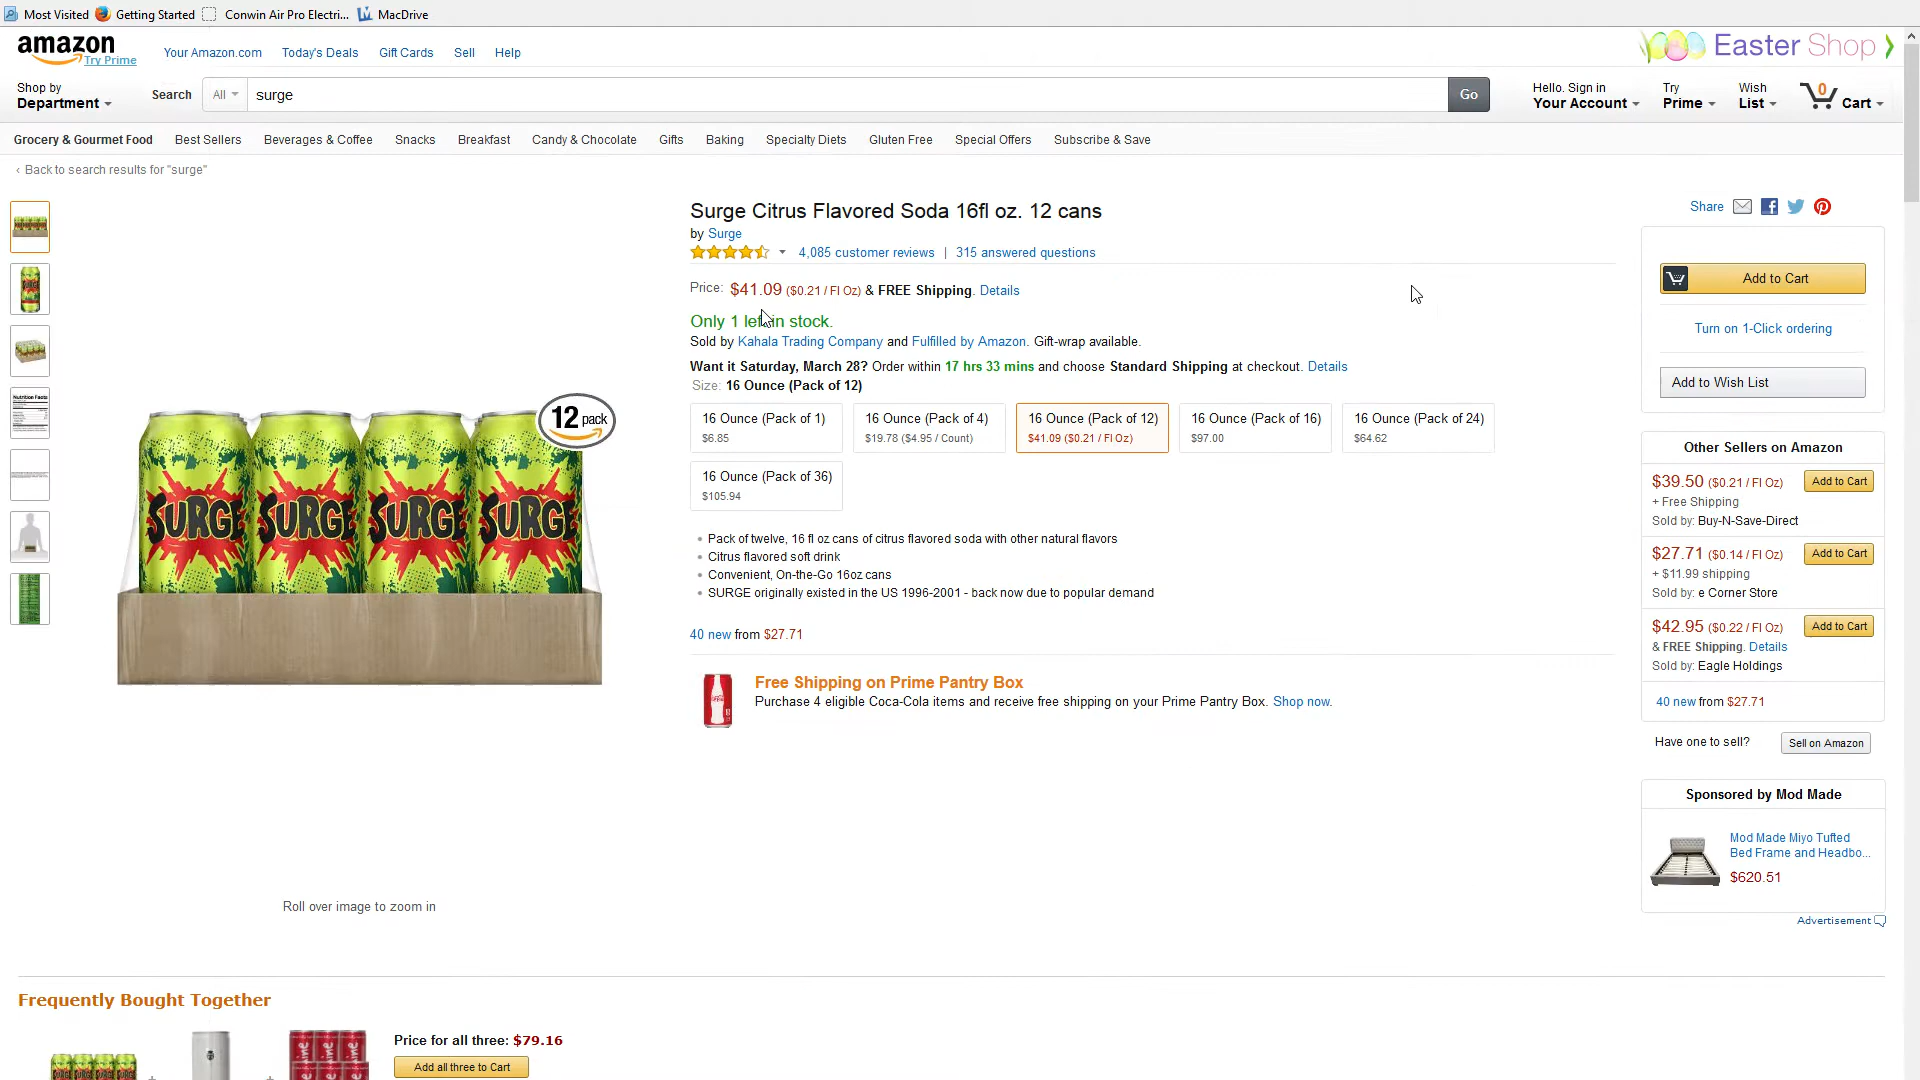 Most Visited Getting Started Conwin Air Pro Electri... MacDrive
amazon
Try Prime
Your Amazon.com Today's Deals Gift Cards Sell Help
Easter Shop
Shop by
Department
Search All surge Go
Hello. Sign in
Your Account
Try
Prime
Wish
List
0
Cart
Grocery & Gourmet Food Best Sellers Beverages & Coffee Snacks Breakfast Candy & Chocolate Gifts Baking Specialty Diets Gluten Free Special Offers Subscribe & Save
‹ Back to search results for "surge"
Nutrition Facts
12 pack
SURGE SURGE SURGE SURGE
Roll over image to zoom in
Surge Citrus Flavored Soda 16fl oz. 12 cans
by Surge
4,085 customer reviews | 315 answered questions
Price: $41.09 ($0.21 / Fl Oz) & FREE Shipping. Details
Only 1 left in stock.
Sold by Kahala Trading Company and Fulfilled by Amazon. Gift-wrap available.
Want it Saturday, March 28? Order within 17 hrs 33 mins and choose Standard Shipping at checkout. Details
Size: 16 Ounce (Pack of 12)
16 Ounce (Pack of 1)
$6.85
16 Ounce (Pack of 4)
$19.78 ($4.95 / Count)
16 Ounce (Pack of 12)
$41.09 ($0.21 / Fl Oz)
16 Ounce (Pack of 16)
$97.00
16 Ounce (Pack of 24)
$64.62
16 Ounce (Pack of 36)
$105.94
Pack of twelve, 16 fl oz cans of citrus flavored soda with other natural flavors
Citrus flavored soft drink
Convenient, On-the-Go 16oz cans
SURGE originally existed in the US 1996-2001 - back now due to popular demand
40 new from $27.71
Free Shipping on Prime Pantry Box
Purchase 4 eligible Coca-Cola items and receive free shipping on your Prime Pantry Box. Shop now.
Share
Add to Cart
Turn on 1-Click ordering
Add to Wish List
Other Sellers on Amazon
$39.50 ($0.21 / Fl Oz) Add to Cart
+ Free Shipping
Sold by: Buy-N-Save-Direct
$27.71 ($0.14 / Fl Oz) Add to Cart
+ $11.99 shipping
Sold by: e Corner Store
$42.95 ($0.22 / Fl Oz) Add to Cart
& FREE Shipping. Details
Sold by: Eagle Holdings
40 new from $27.71
Have one to sell? Sell on Amazon
Sponsored by Mod Made
Mod Made Miyo Tufted
Bed Frame and Headbo...
$620.51
Advertisement
Frequently Bought Together
Price for all three: $79.16
Add all three to Cart